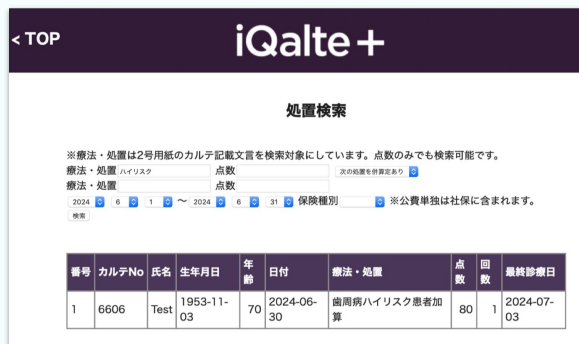 < TOP
iQalte+
処置検索
※療法・処置は2号用紙のカルテ記載文言を検索対象にしています。点数のみでも検索可能です。
療法・処置 ハイリスク 点数 次の処置を併算定あり
療法・処置 点数
2024 6 1 〜 2024 6 31 保険種別 ※公費単独は社保に含まれます。
検索
番号 カルテNo 氏名 生年月日 年齢 日付 療法・処置 点数 回数 最終診療日
1 6606 Test 1953-11-03 70 2024-06-30 歯周病ハイリスク患者加算 80 1 2024-07-03